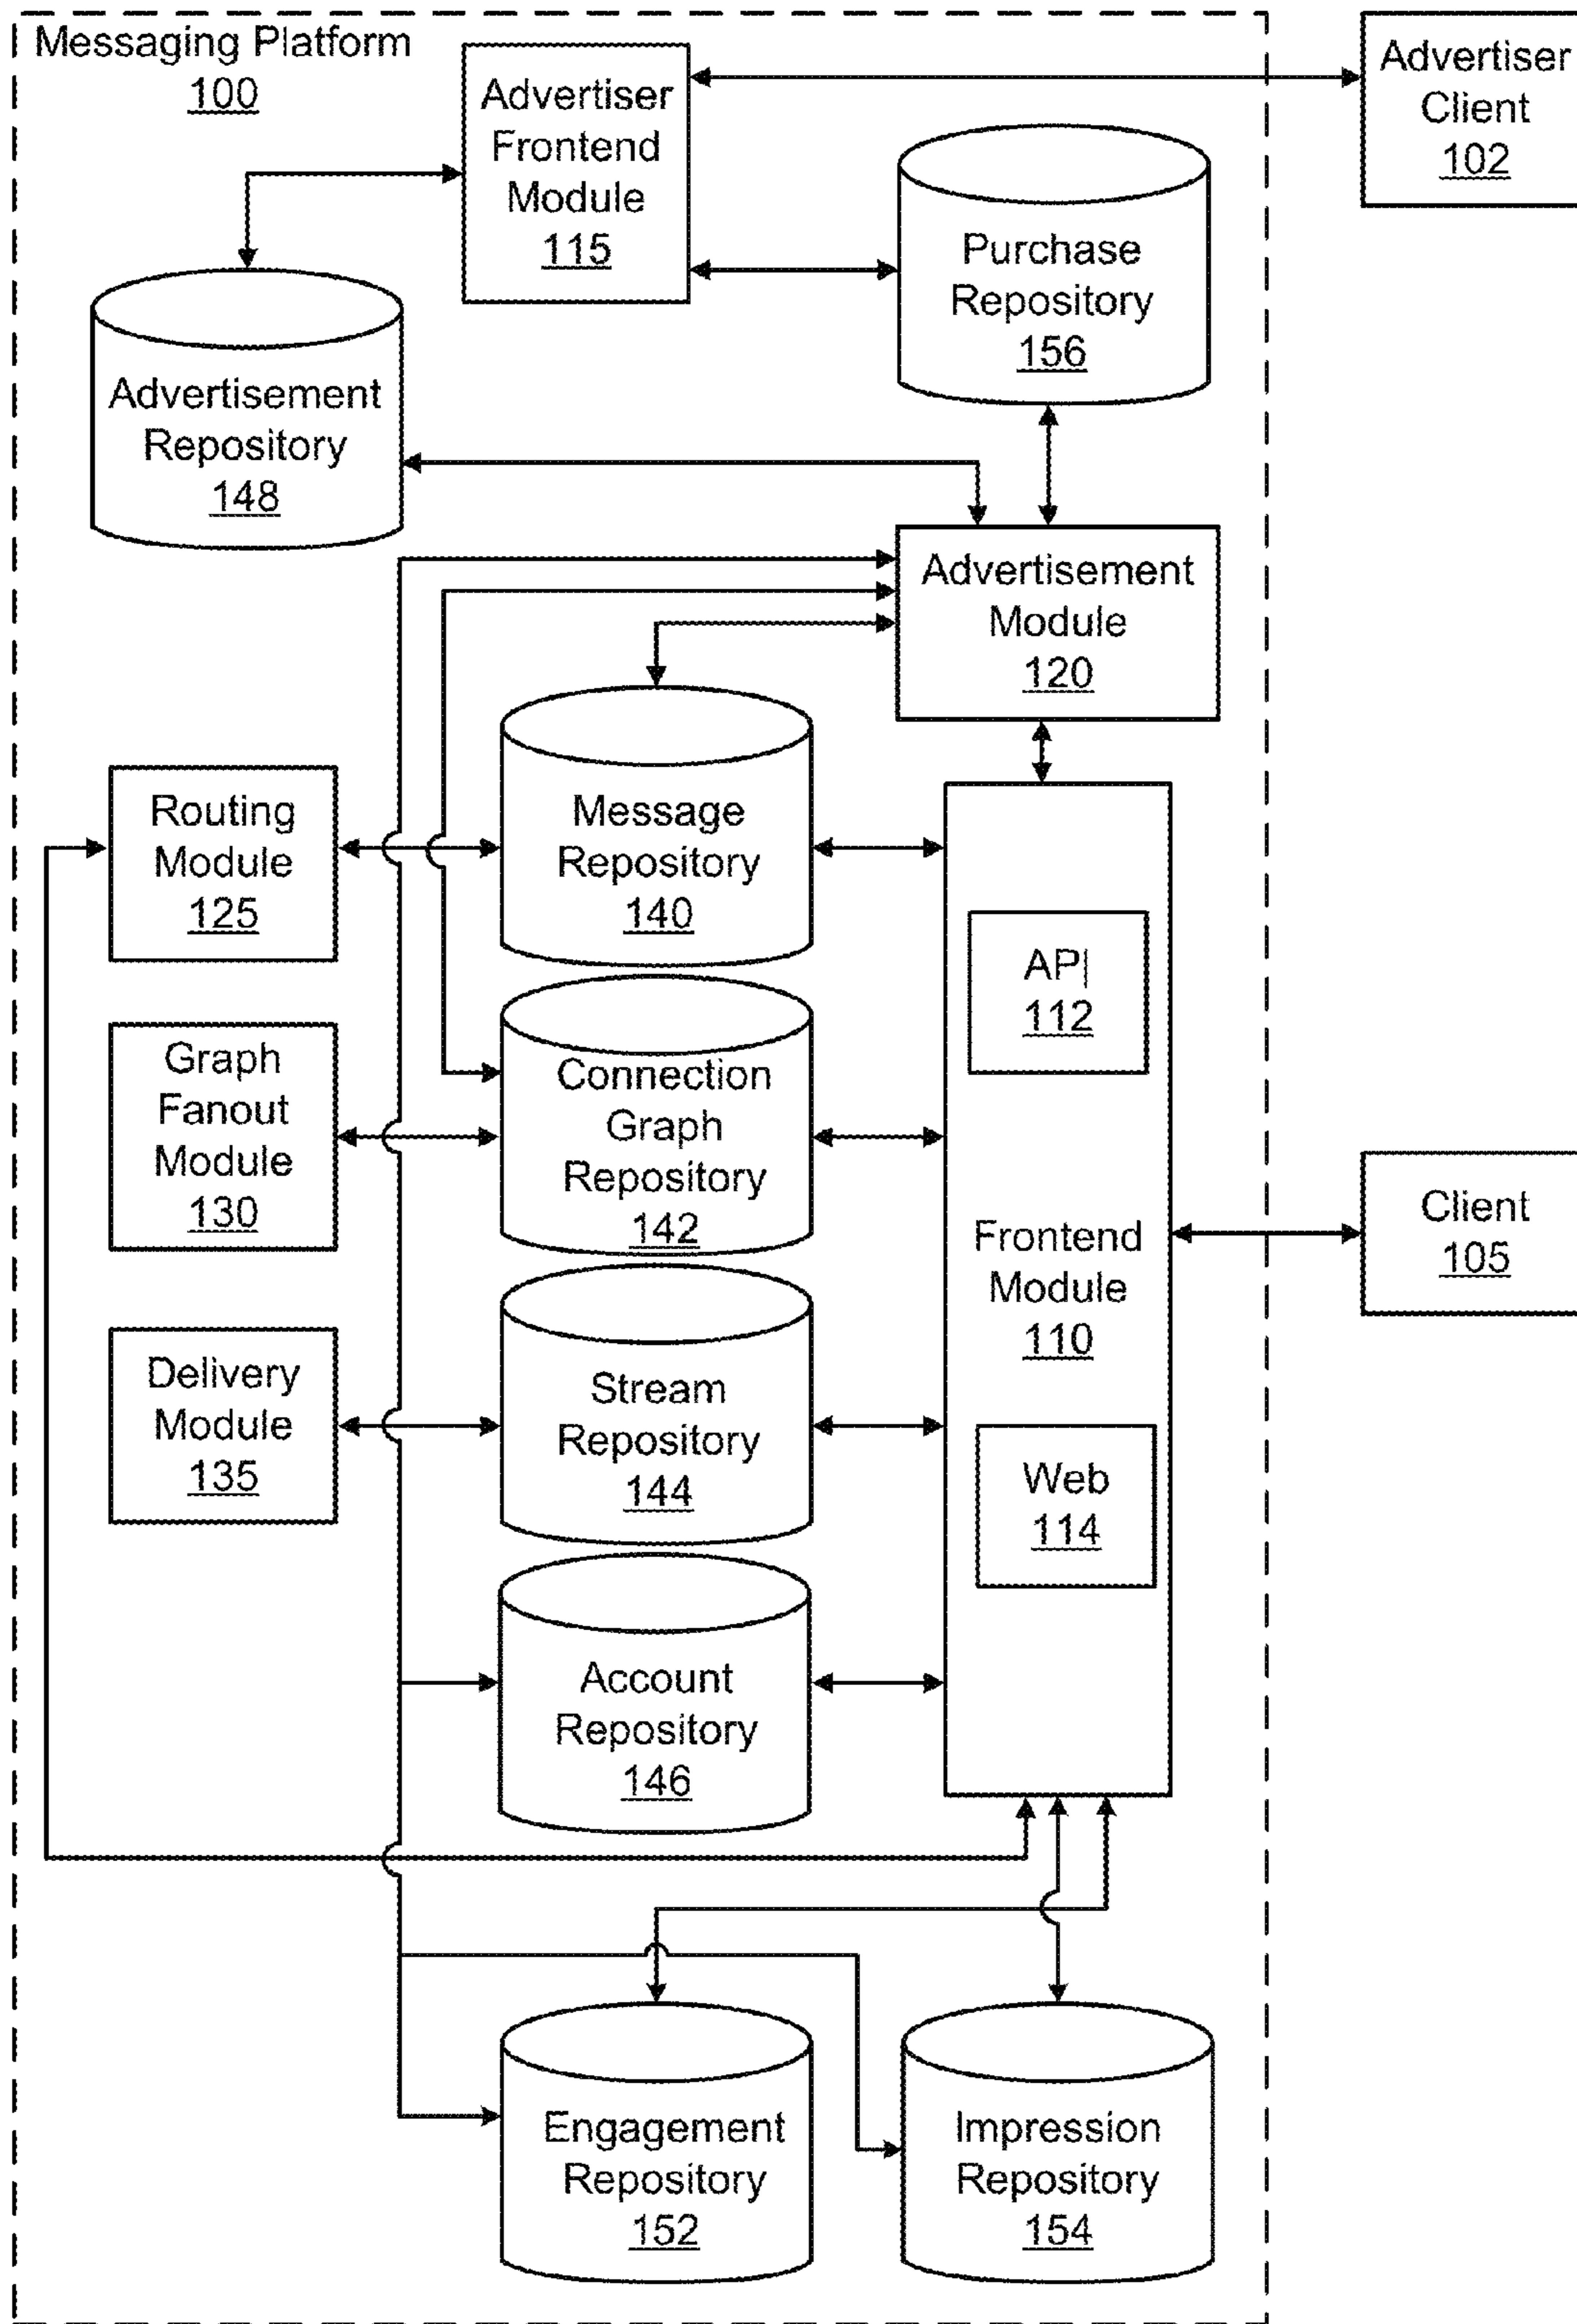 Messaging Platform
100
Advertiser
Frontend
Module
115
Advertiser
Client
102
Purchase
Repository
156
Advertisement
Repository
148
Advertisement
Module
120
Routing
Module
125
Message
Repository
140
API
112
Graph
Fanout
Module
130
Connection
Graph
Repository
142
Frontend
Module
110
Client
105
Delivery
Module
135
Stream
Repository
144
Web
114
Account
Repository
146
Engagement
Repository
152
Impression
Repository
154